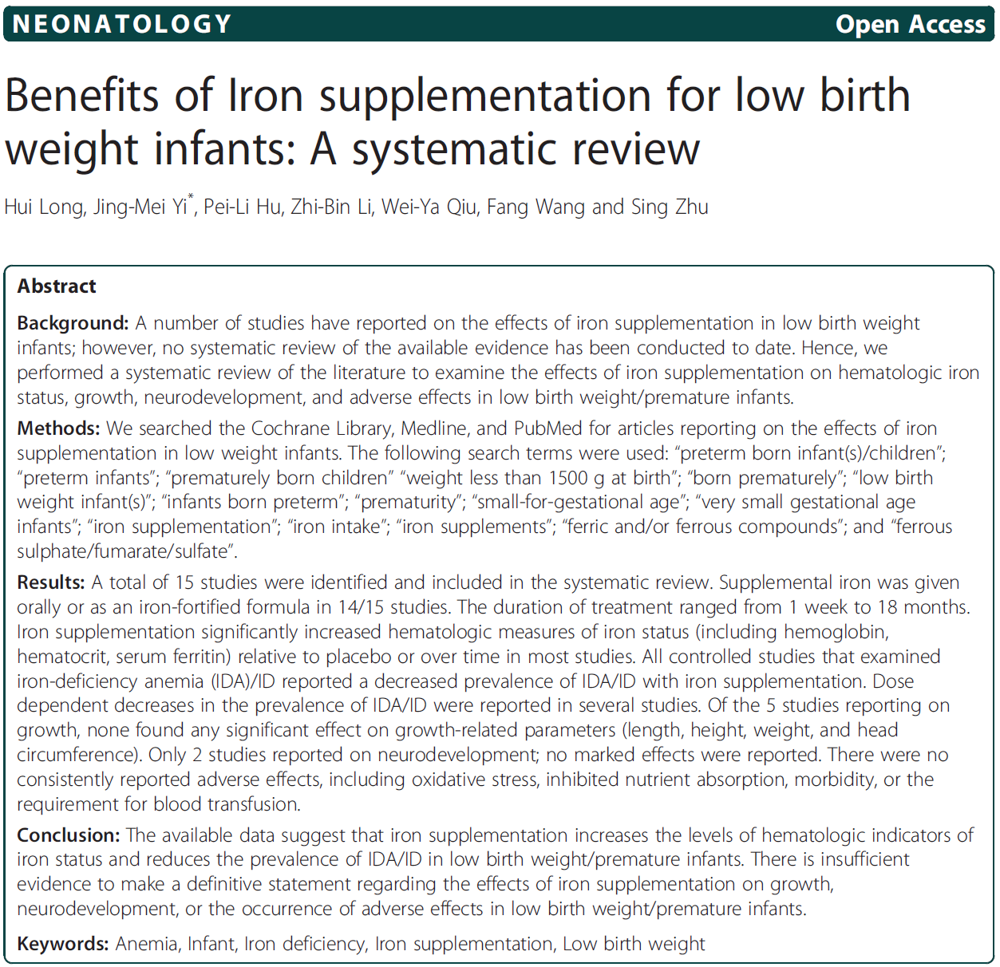 NEONATOLOGY
Open Access
Benefits of Iron supplementation for low birth
weight infants: A systematic review
Hui Long, Jing-Mei Yi*, Pei-Li Hu, Zhi-Bin Li, Wei-Ya Qiu, Fang Wang and Sing Zhu
Abstract
Background: A number of studies have reported on the effects of iron supplementation in low birth weight
infants; however, no systematic review of the available evidence has been conducted to date. Hence, we
performed a systematic review of the literature to examine the effects of iron supplementation on hematologic iron
status, growth, neurodevelopment, and adverse effects in low birth weight/premature infants.
Methods: We searched the Cochrane Library, Medline, and PubMed for articles reporting on the effects of iron
supplementation in low weight infants. The following search terms were used: “preterm born infant(s)/children”;
“preterm infants”; “prematurely born children” “weight less than 1500 g at birth”; “born prematurely”; “low birth
weight infant(s)”; “infants born preterm”; “prematurity”; “small-for-gestational age”; “very small gestational age
infants”; “iron supplementation”; “iron intake”; “iron supplements”; “ferric and/or ferrous compounds”; and “ferrous
sulphate/fumarate/sulfate”.
Results: A total of 15 studies were identified and included in the systematic review. Supplemental iron was given
orally or as an iron-fortified formula in 14/15 studies. The duration of treatment ranged from 1 week to 18 months.
Iron supplementation significantly increased hematologic measures of iron status (including hemoglobin,
hematocrit, serum ferritin) relative to placebo or over time in most studies. All controlled studies that examined
iron-deficiency anemia (IDA)/ID reported a decreased prevalence of IDA/ID with iron supplementation. Dose
dependent decreases in the prevalence of IDA/ID were reported in several studies. Of the 5 studies reporting on
growth, none found any significant effect on growth-related parameters (length, height, weight, and head
circumference). Only 2 studies reported on neurodevelopment; no marked effects were reported. There were no
consistently reported adverse effects, including oxidative stress, inhibited nutrient absorption, morbidity, or the
requirement for blood transfusion.
Conclusion: The available data suggest that iron supplementation increases the levels of hematologic indicators of
iron status and reduces the prevalence of IDA/ID in low birth weight/premature infants. There is insufficient
evidence to make a definitive statement regarding the effects of iron supplementation on growth,
neurodevelopment, or the occurrence of adverse effects in low birth weight/premature infants.
Keywords: Anemia, Infant, Iron deficiency, Iron supplementation, Low birth weight